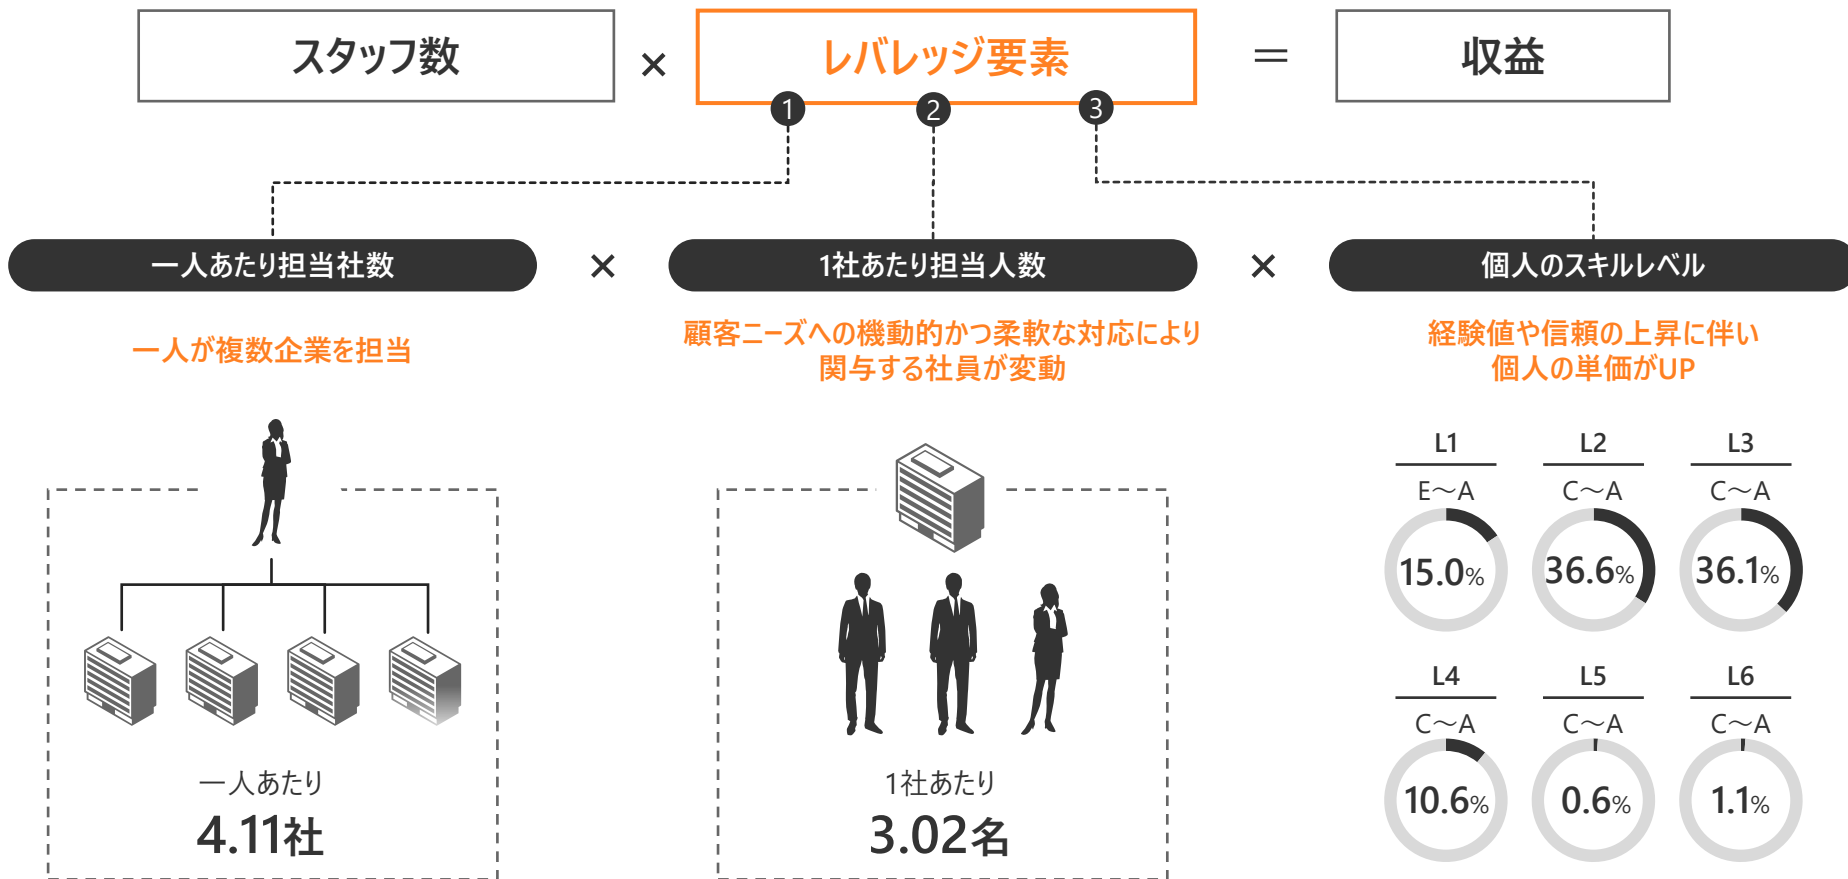 スタッフ数 × レバレッジ要素 ＝ 収益
1 2 3
一人あたり担当社数 × 1社あたり担当人数 × 個人のスキルレベル
一人が複数企業を担当
顧客ニーズへの機動的かつ柔軟な対応により
関与する社員が変動
経験値や信頼の上昇に伴い
個人の単価がUP
一人あたり
4.11社
1社あたり
3.02名
L1 L2 L3
E〜A C〜A C〜A
15.0% 36.6% 36.1%
L4 L5 L6
C〜A C〜A C〜A
10.6% 0.6% 1.1%